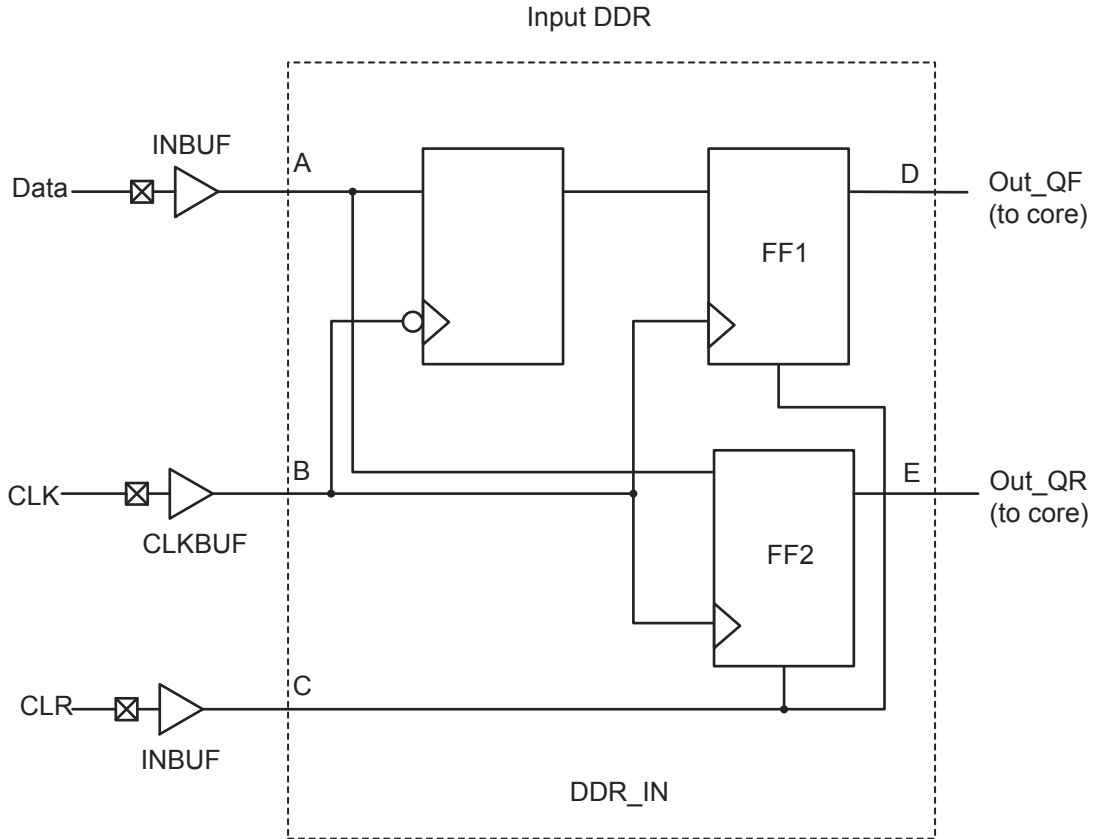 Input DDR
INBUF
A
D
Data
Out_QF
(to core)
FF1
B
E
CLK
Out_QR
(to core)
CLKBUF
FF2
C
CLR
INBUF
DDR_IN